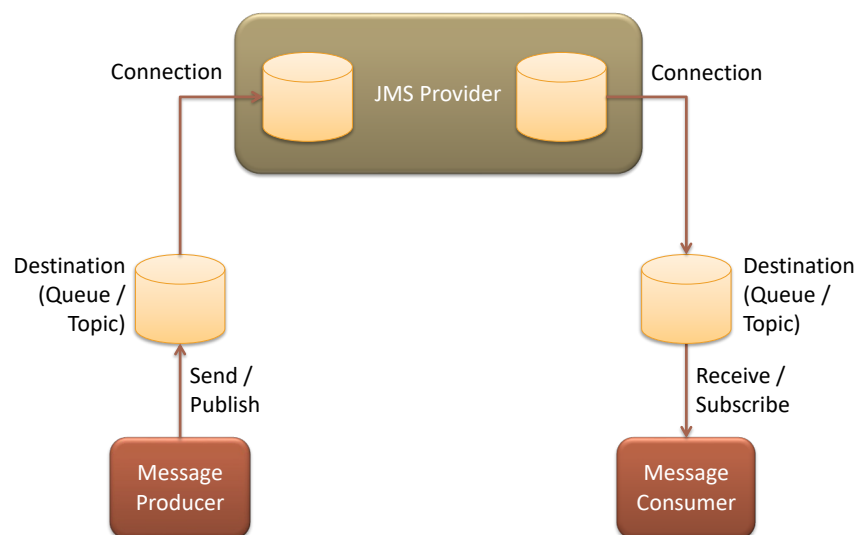 Connection
JMS Provider
Connection
Destination
(Queue /
Topic)
Destination
(Queue /
Topic)
Send /
Publish
Receive /
Subscribe
Message
Producer
Message
Consumer